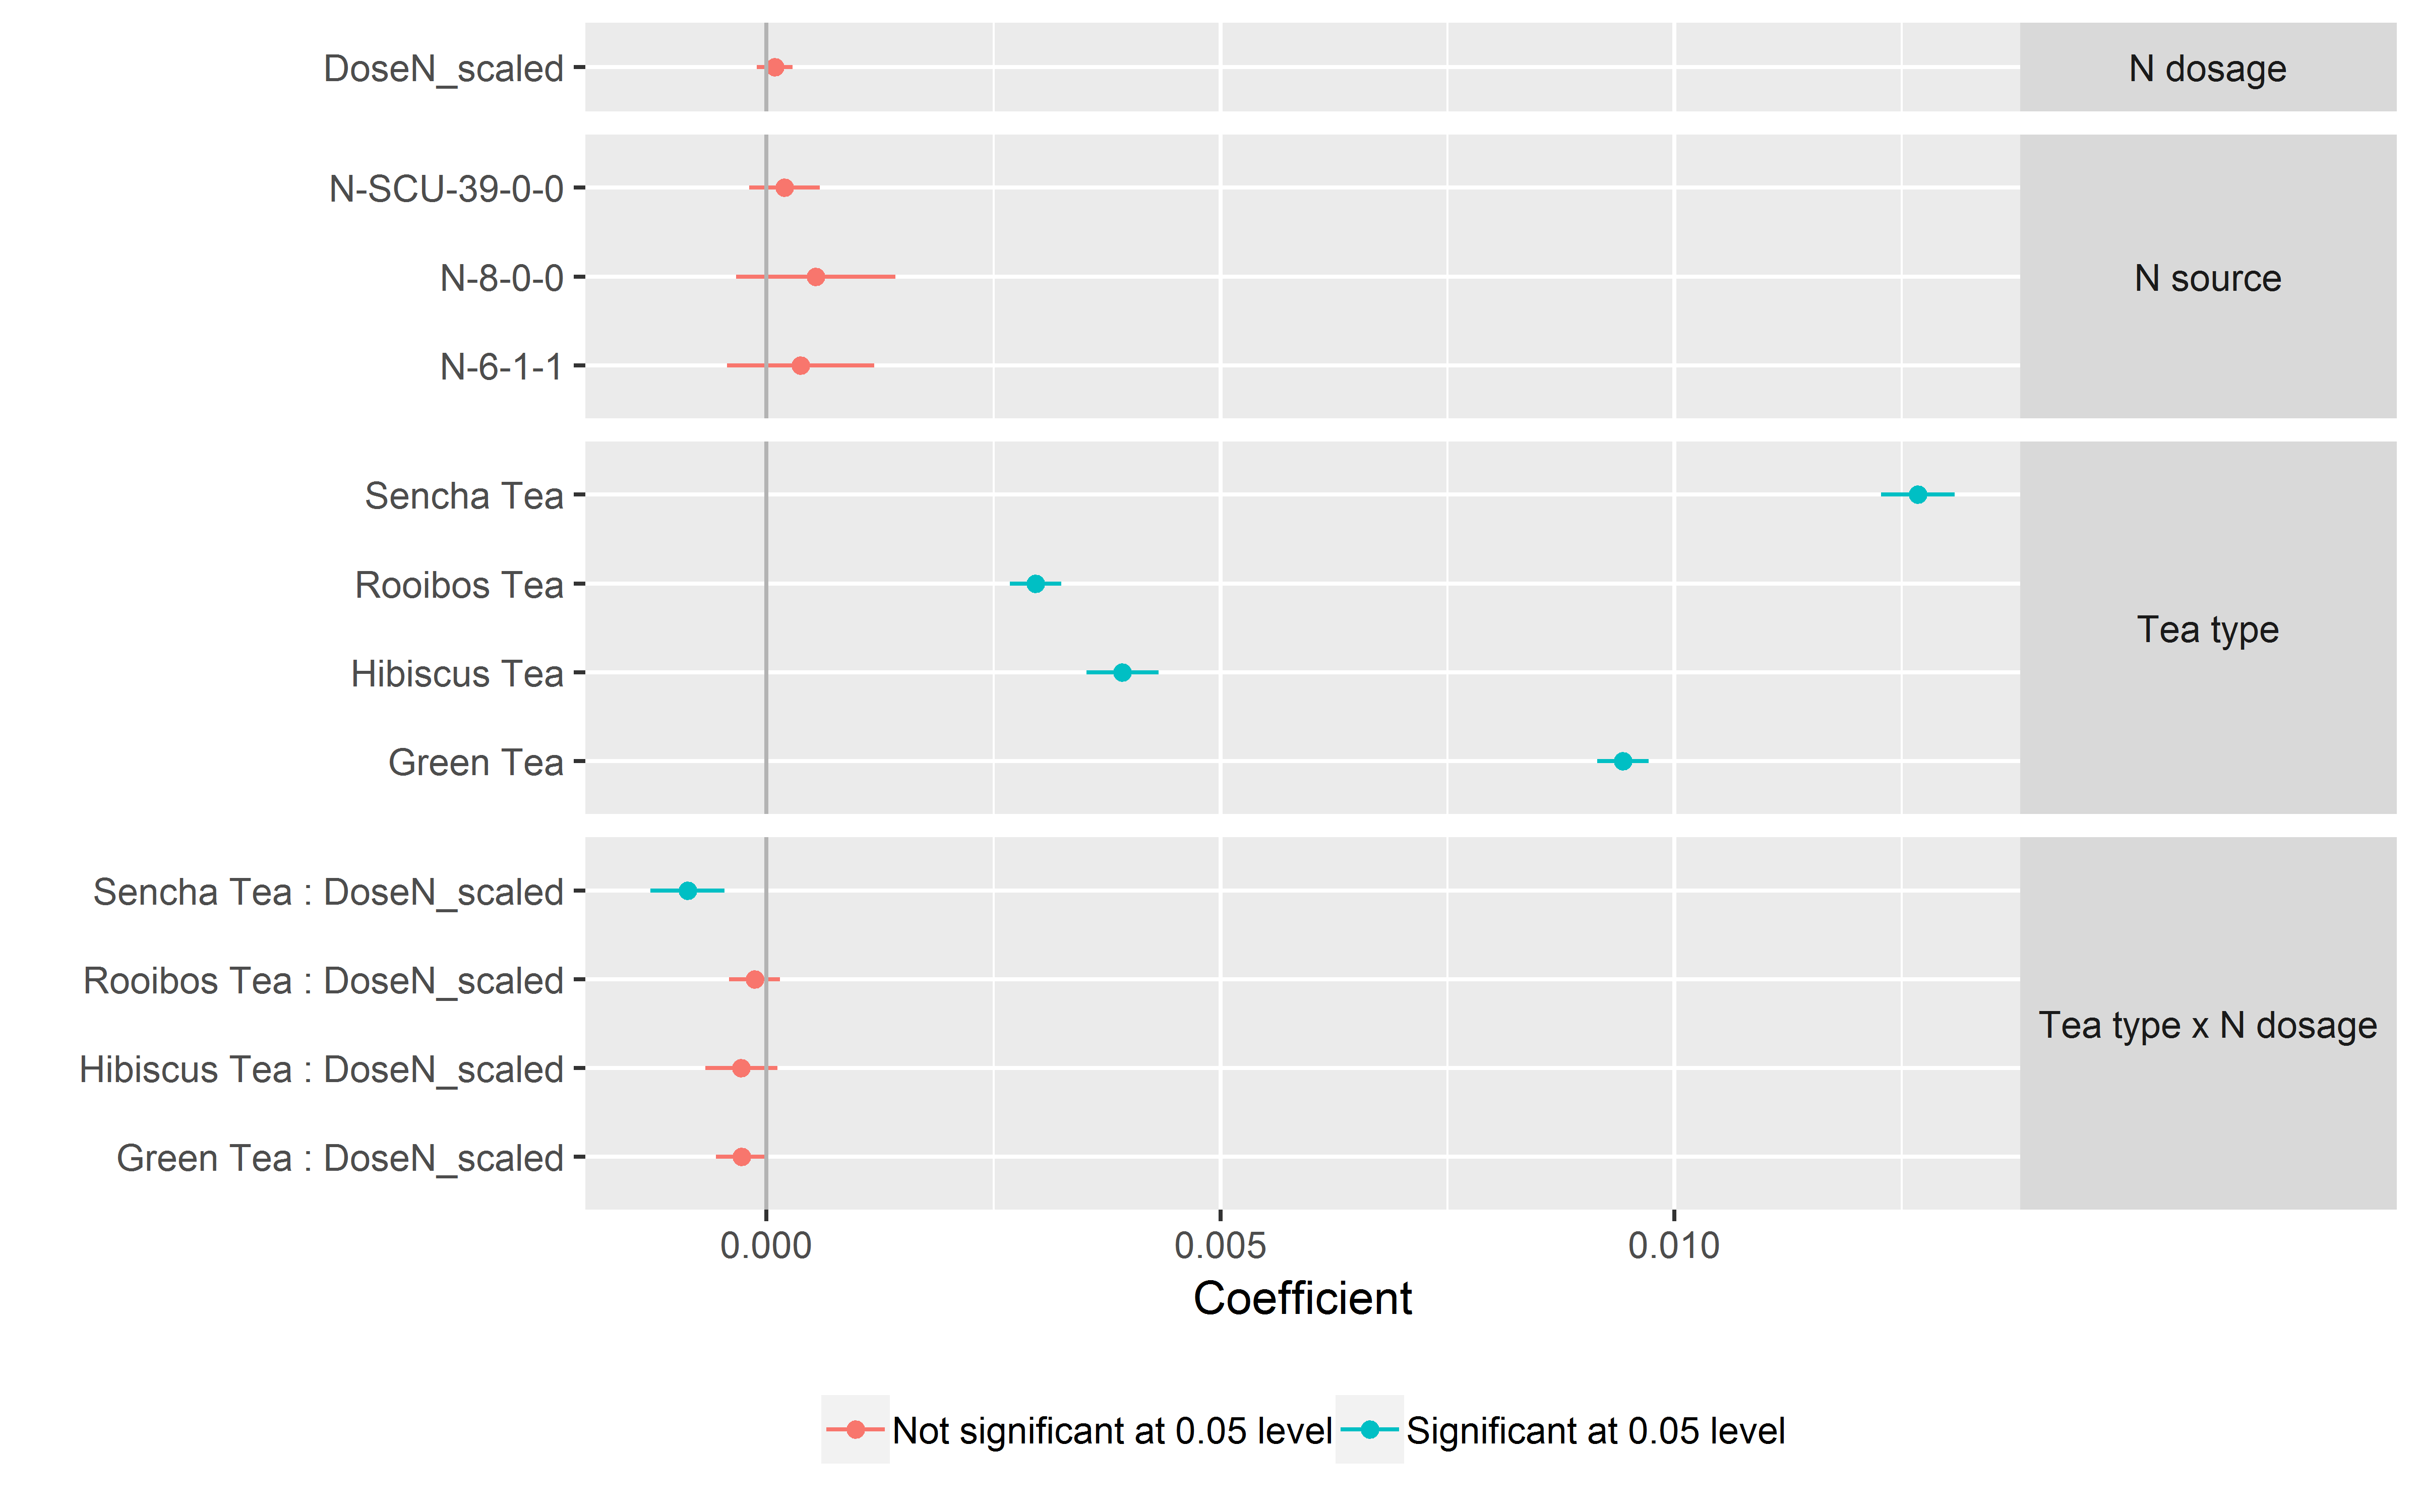 DoseN_scaled
N dosage
N-SCU-39-0-0
N-8-0-0
N-6-1-1
N source
Sencha Tea
Rooibos Tea
Hibiscus Tea
Green Tea
Tea type
Sencha Tea : DoseN_scaled
Rooibos Tea : DoseN_scaled
Hibiscus Tea : DoseN_scaled
Green Tea : DoseN_scaled
Tea type x N dosage
0.000 0.005 0.010
Coefficient
Not significant at 0.05 level Significant at 0.05 level